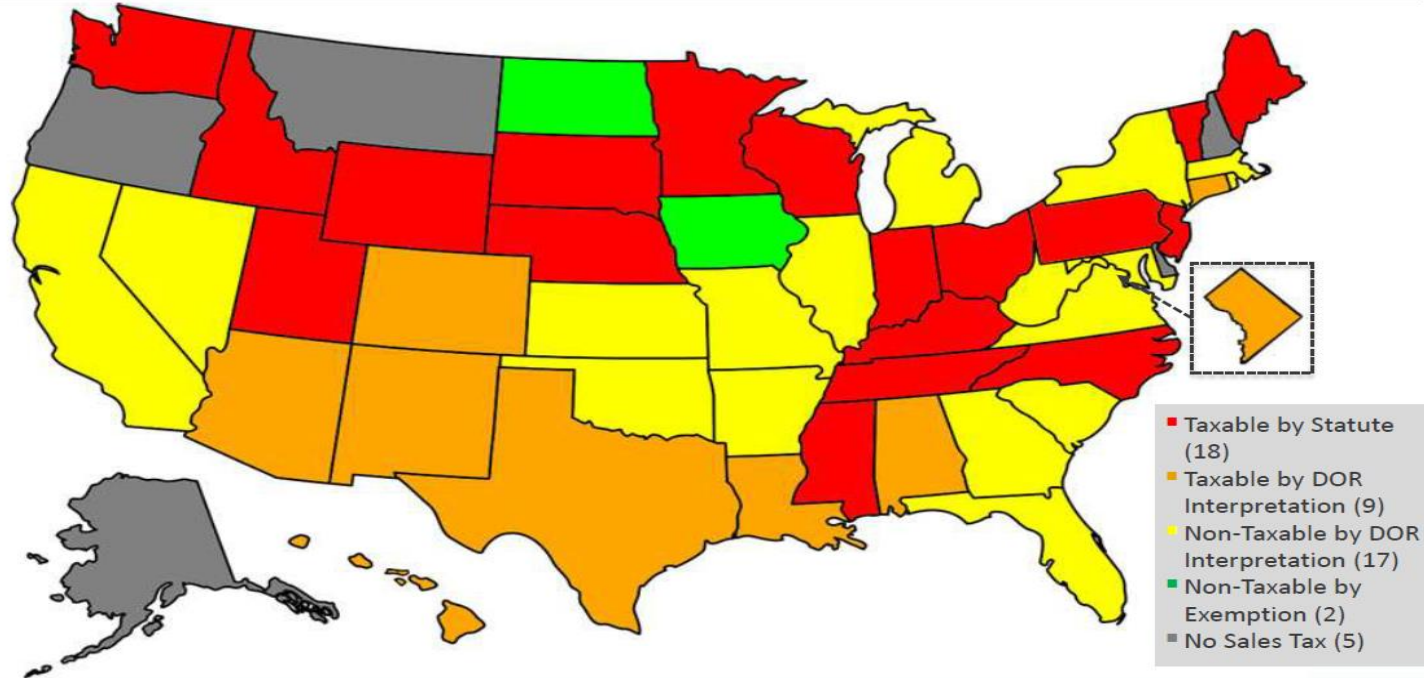 Taxable by Statute
(18)
Taxable by DOR
Interpretation (9)
Non-Taxable by DOR
Interpretation (17)
Non-Taxable by
Exemption (2)
No Sales Tax (5)